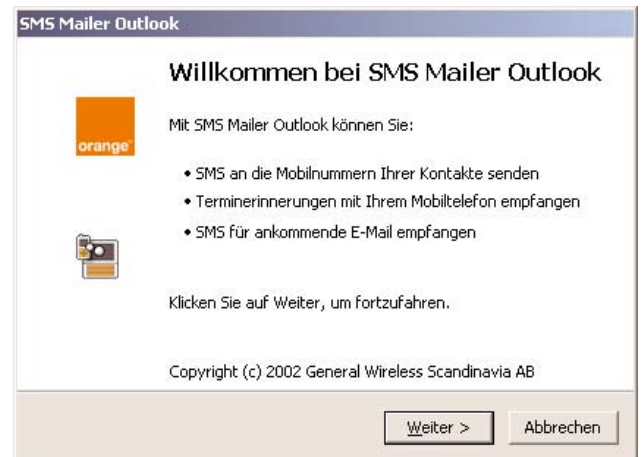 SMS Mailer Outlook
Willkommen bei SMS Mailer Outlook
orange™
Mit SMS Mailer Outlook können Sie:
• SMS an die Mobilnummern Ihrer Kontakte senden
• Terminerinnerungen mit Ihrem Mobiltelefon empfangen
• SMS für ankommende E-Mail empfangen
Klicken Sie auf Weiter, um fortzufahren.
Copyright (c) 2002 General Wireless Scandinavia AB
Weiter >
Abbrechen